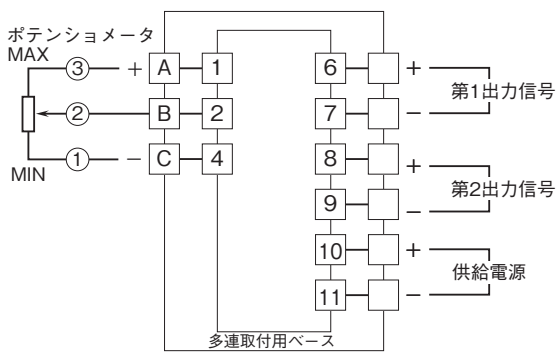 ポテンショメータ
MAX
③ + A 1
② B 2
① − C 4
MIN
6 +
第1出力信号
7 −
8 +
第2出力信号
9 −
10 +
供給電源
11 −
多連取付用ベース